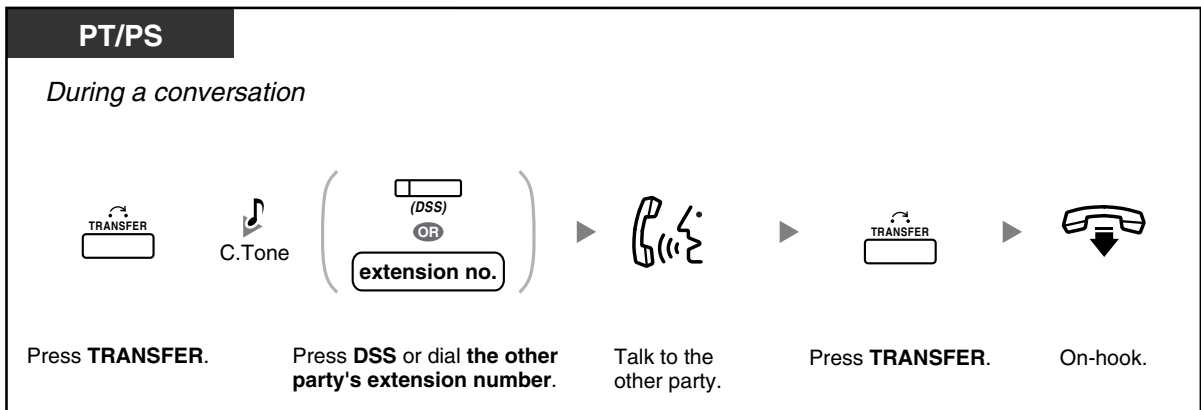 PT/PS
During a conversation
TRANSFER
C.Tone
(DSS)
OR
extension no.
TRANSFER
Press TRANSFER.
Press DSS or dial the other
party's extension number.
Talk to the
other party.
Press TRANSFER.
On-hook.